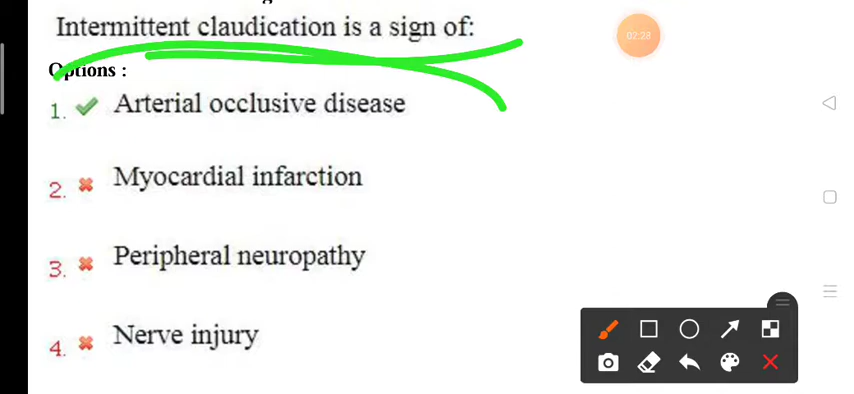 Intermittent claudication is a sign of:
02:28
Options :
1. Arterial occlusive disease
2. Myocardial infarction
3. Peripheral neuropathy
4. Nerve injury